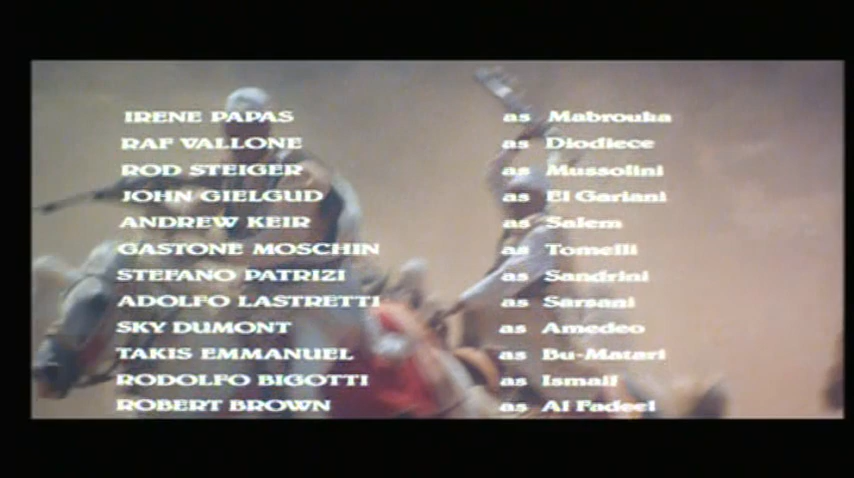 IRENE PAPAS as Mabrouka
RAF VALLONE as Diodiece
ROD STEIGER as Mussolini
JOHN GIELGUD as El Gariani
ANDREW KEIR as Salem
GASTONE MOSCHIN as Tomelli
STEFANO PATRIZI as Sandrini
ADOLFO LASTRETTI as Sarsani
SKY DUMONT as Amedeo
TAKIS EMMANUEL as Bu-Matari
RODOLFO BIGOTTI as Ismail
ROBERT BROWN as Al Fadeel